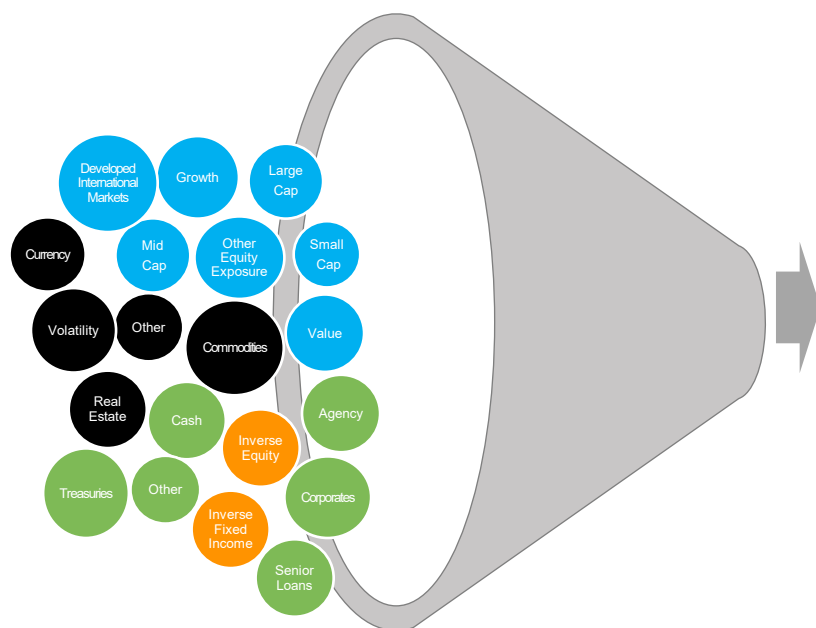 Developed
International
Markets
Growth
Large
Cap
Currency
Mid
Cap
Other
Equity
Exposure
Small
Cap
Volatility
Other
Commodities
Value
Real
Estate
Cash
Agency
Inverse
Equity
Treasuries
Other
Corporates
Inverse
Fixed
Income
Senior
Loans